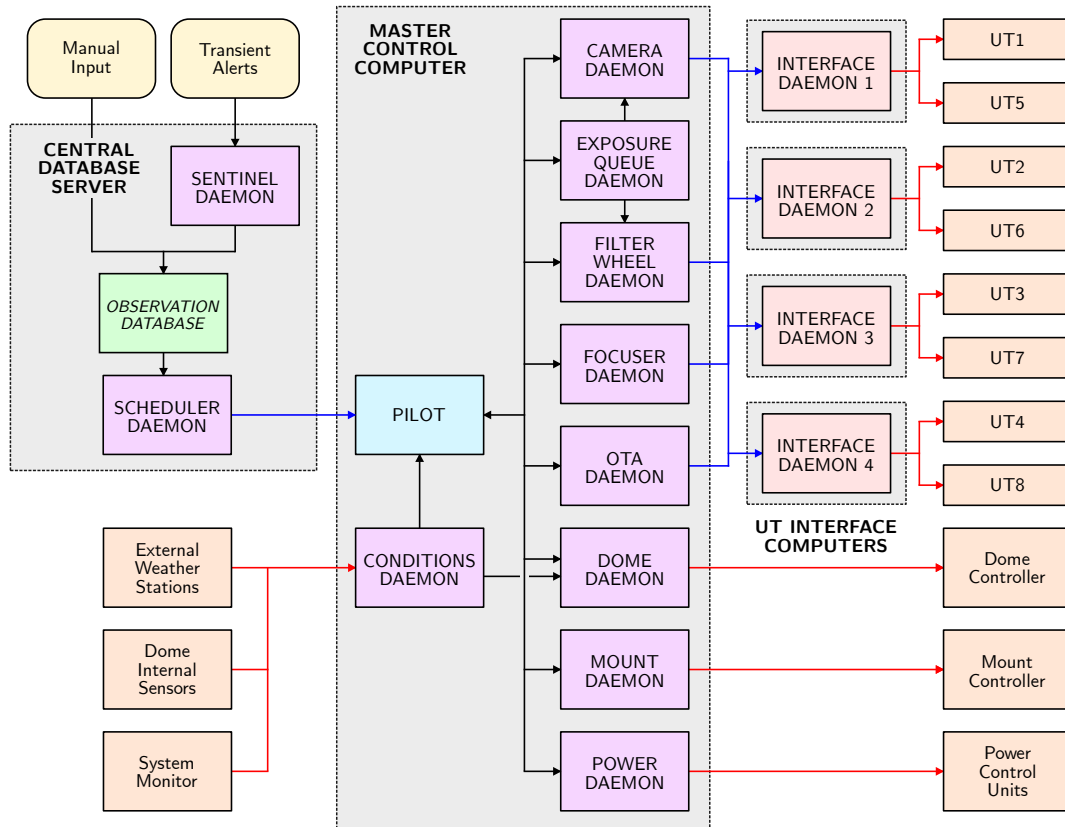 Manual
Input
Transient
Alerts
CENTRAL
DATABASE
SERVER
SENTINEL
DAEMON
OBSERVATION
DATABASE
SCHEDULER
DAEMON
External
Weather
Stations
Dome
Internal
Sensors
System
Monitor
MASTER
CONTROL
COMPUTER
PILOT
CONDITIONS
DAEMON
CAMERA
DAEMON
EXPOSURE
QUEUE
DAEMON
FILTER
WHEEL
DAEMON
FOCUSER
DAEMON
OTA
DAEMON
DOME
DAEMON
MOUNT
DAEMON
POWER
DAEMON
INTERFACE
DAEMON 1
INTERFACE
DAEMON 2
INTERFACE
DAEMON 3
INTERFACE
DAEMON 4
UT INTERFACE
COMPUTERS
UT1
UT5
UT2
UT6
UT3
UT7
UT4
UT8
Dome
Controller
Mount
Controller
Power
Control
Units